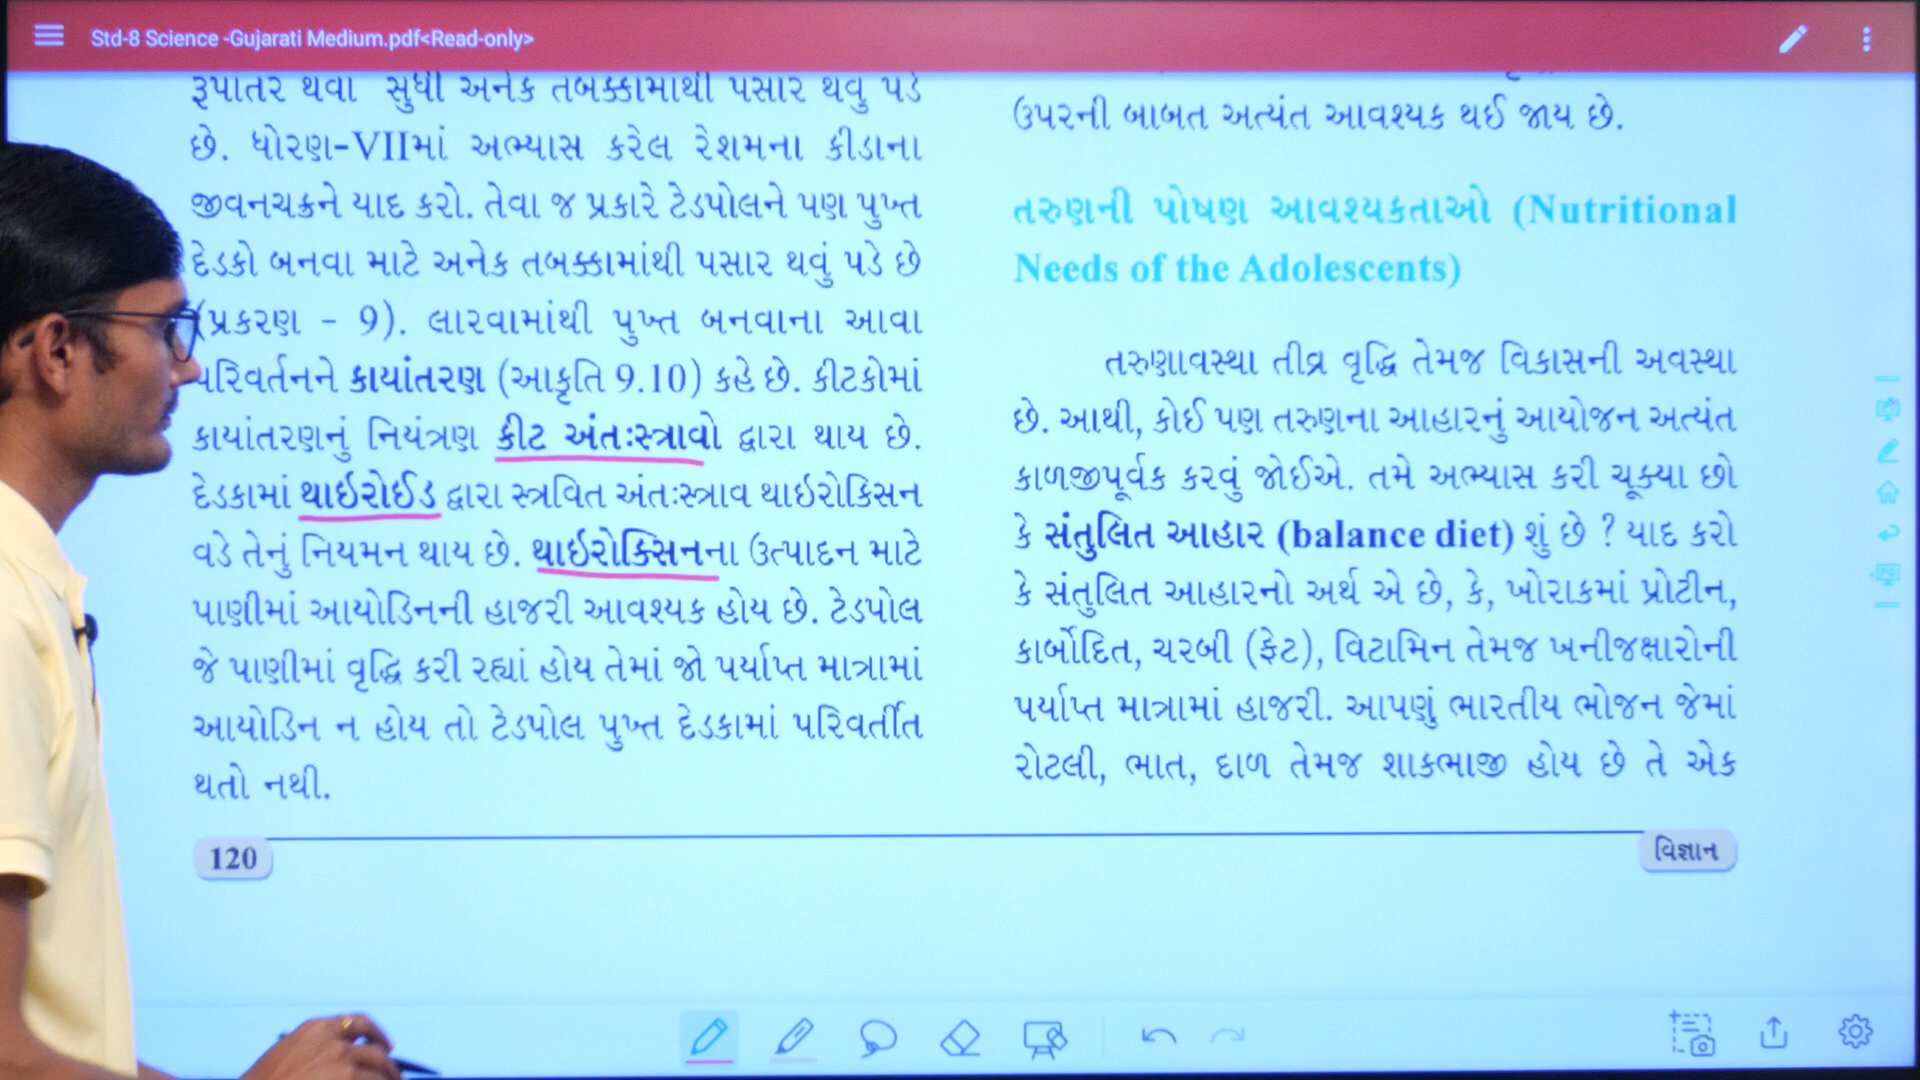 Std-8 Science -Gujarati Medium.pdf<Read-only>
રૂપાંતર થવા સુધી અનેક તબક્કામાંથી પસાર થવું પડે
છે. ધોરણ-VIIમાં અભ્યાસ કરેલ રેશમના કીડાના
જીવનચક્રને યાદ કરો. તેવા જ પ્રકારે ટેડપોલને પણ પુખ્ત
દેડકો બનવા માટે અનેક તબક્કામાંથી પસાર થવું પડે છે
(પ્રકરણ - 9). લારવામાંથી પુખ્ત બનવાના આવા
પરિવર્તનને કાયાંતરણ (આકૃતિ 9.10) કહે છે. કીટકોમાં
કાયાંતરણનું નિયંત્રણ કીટ અંતઃસ્ત્રાવો દ્વારા થાય છે.
દેડકામાં થાઇરોઈડ દ્વારા સ્ત્રવિત અંતઃસ્ત્રાવ થાઇરોકિસન
વડે તેનું નિયમન થાય છે. થાઇરોક્સિનના ઉત્પાદન માટે
પાણીમાં આયોડિનની હાજરી આવશ્યક હોય છે. ટેડપોલ
જે પાણીમાં વૃદ્ધિ કરી રહ્યાં હોય તેમાં જો પર્યાપ્ત માત્રામાં
આયોડિન ન હોય તો ટેડપોલ પુખ્ત દેડકામાં પરિવર્તીત
થતો નથી.
120
ઉપરની બાબત અત્યંત આવશ્યક થઈ જાય છે.
તરુણની પોષણ આવશ્યકતાઓ (Nutritional
Needs of the Adolescents)
તરુણાવસ્થા તીવ્ર વૃદ્ધિ તેમજ વિકાસની અવસ્થા
છે. આથી, કોઈ પણ તરુણના આહારનું આયોજન અત્યંત
કાળજીપૂર્વક કરવું જોઈએ. તમે અભ્યાસ કરી ચૂક્યા છો
કે સંતુલિત આહાર (balance diet) શું છે ? યાદ કરો
કે સંતુલિત આહારનો અર્થ એ છે, કે, ખોરાકમાં પ્રોટીન,
કાર્બોદિત, ચરબી (ફેટ), વિટામિન તેમજ ખનીજક્ષારોની
પર્યાપ્ત માત્રામાં હાજરી. આપણું ભારતીય ભોજન જેમાં
રોટલી, ભાત, દાળ તેમજ શાકભાજી હોય છે તે એક
વિજ્ઞાન